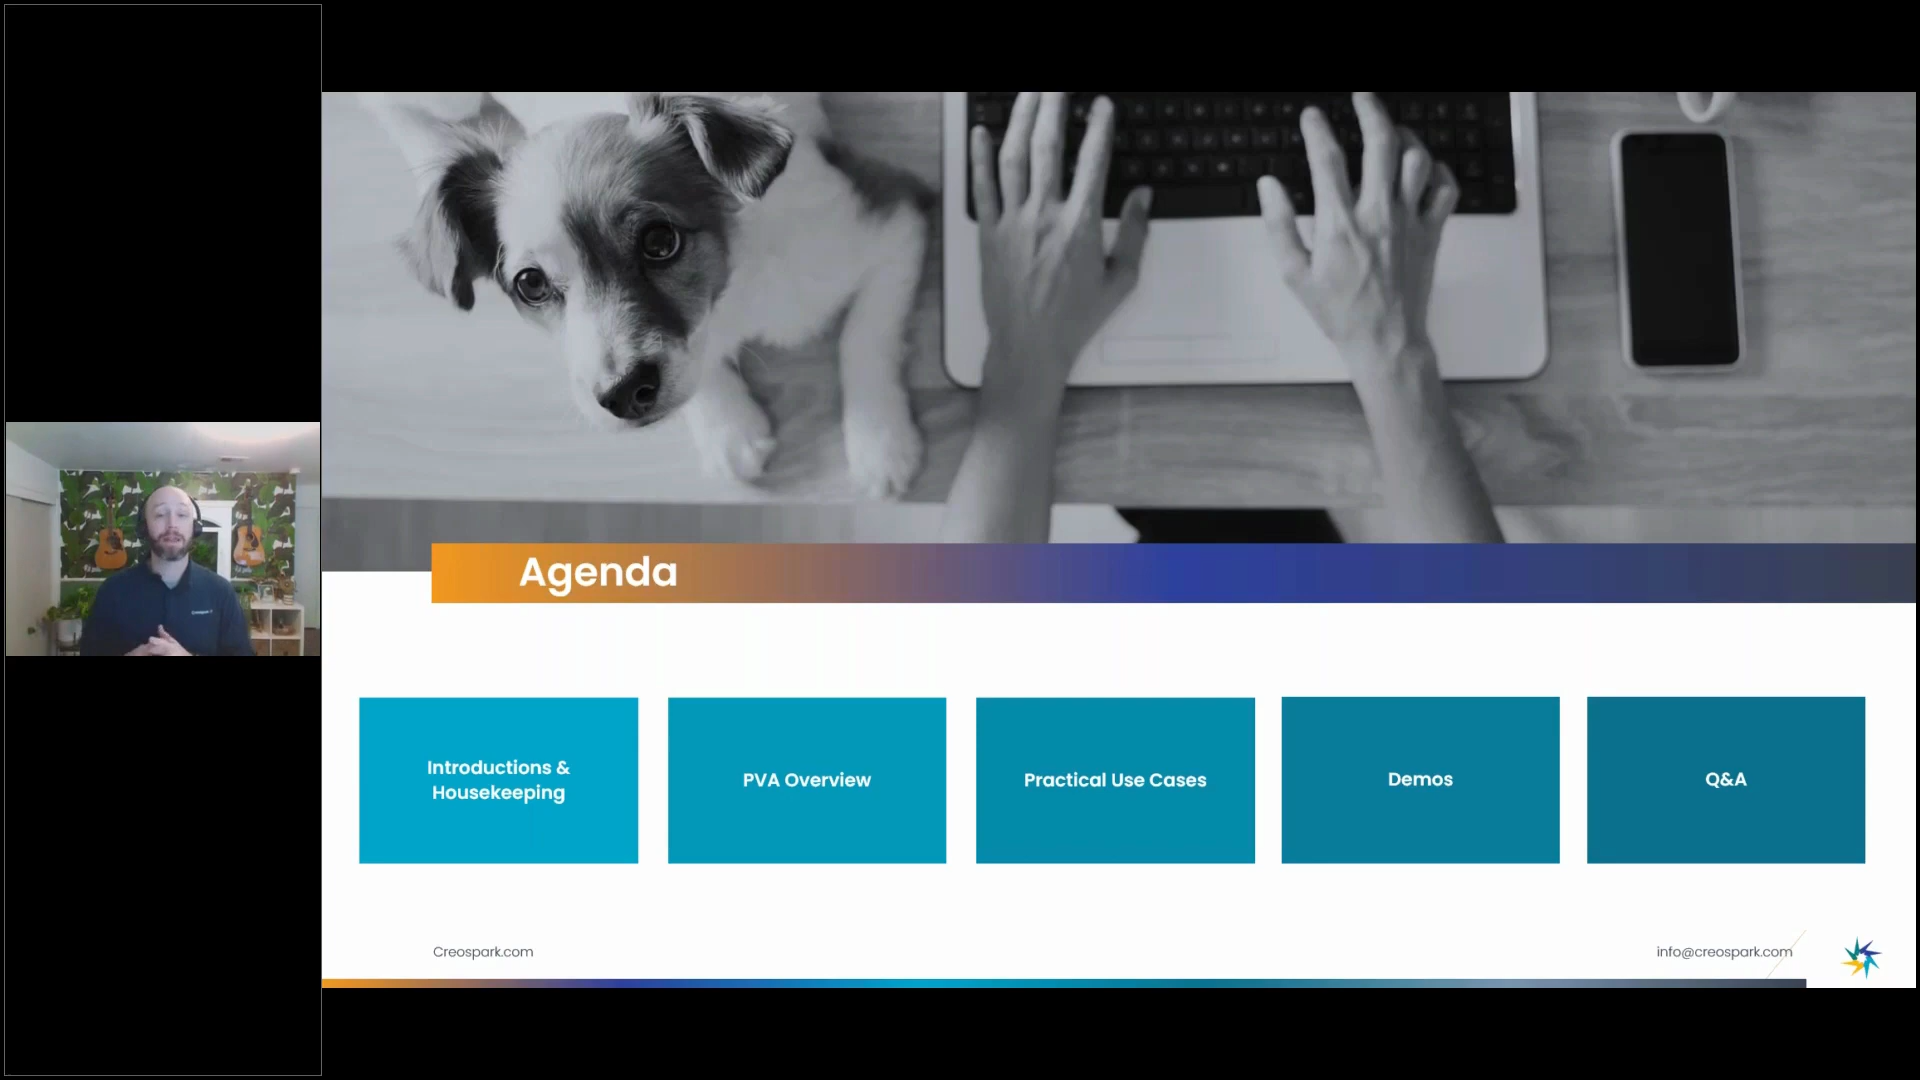 Agenda
Introductions &
Housekeeping
PVA Overview
Practical Use Cases
Demos
Q&A
Creospark.com
info@creospark.com